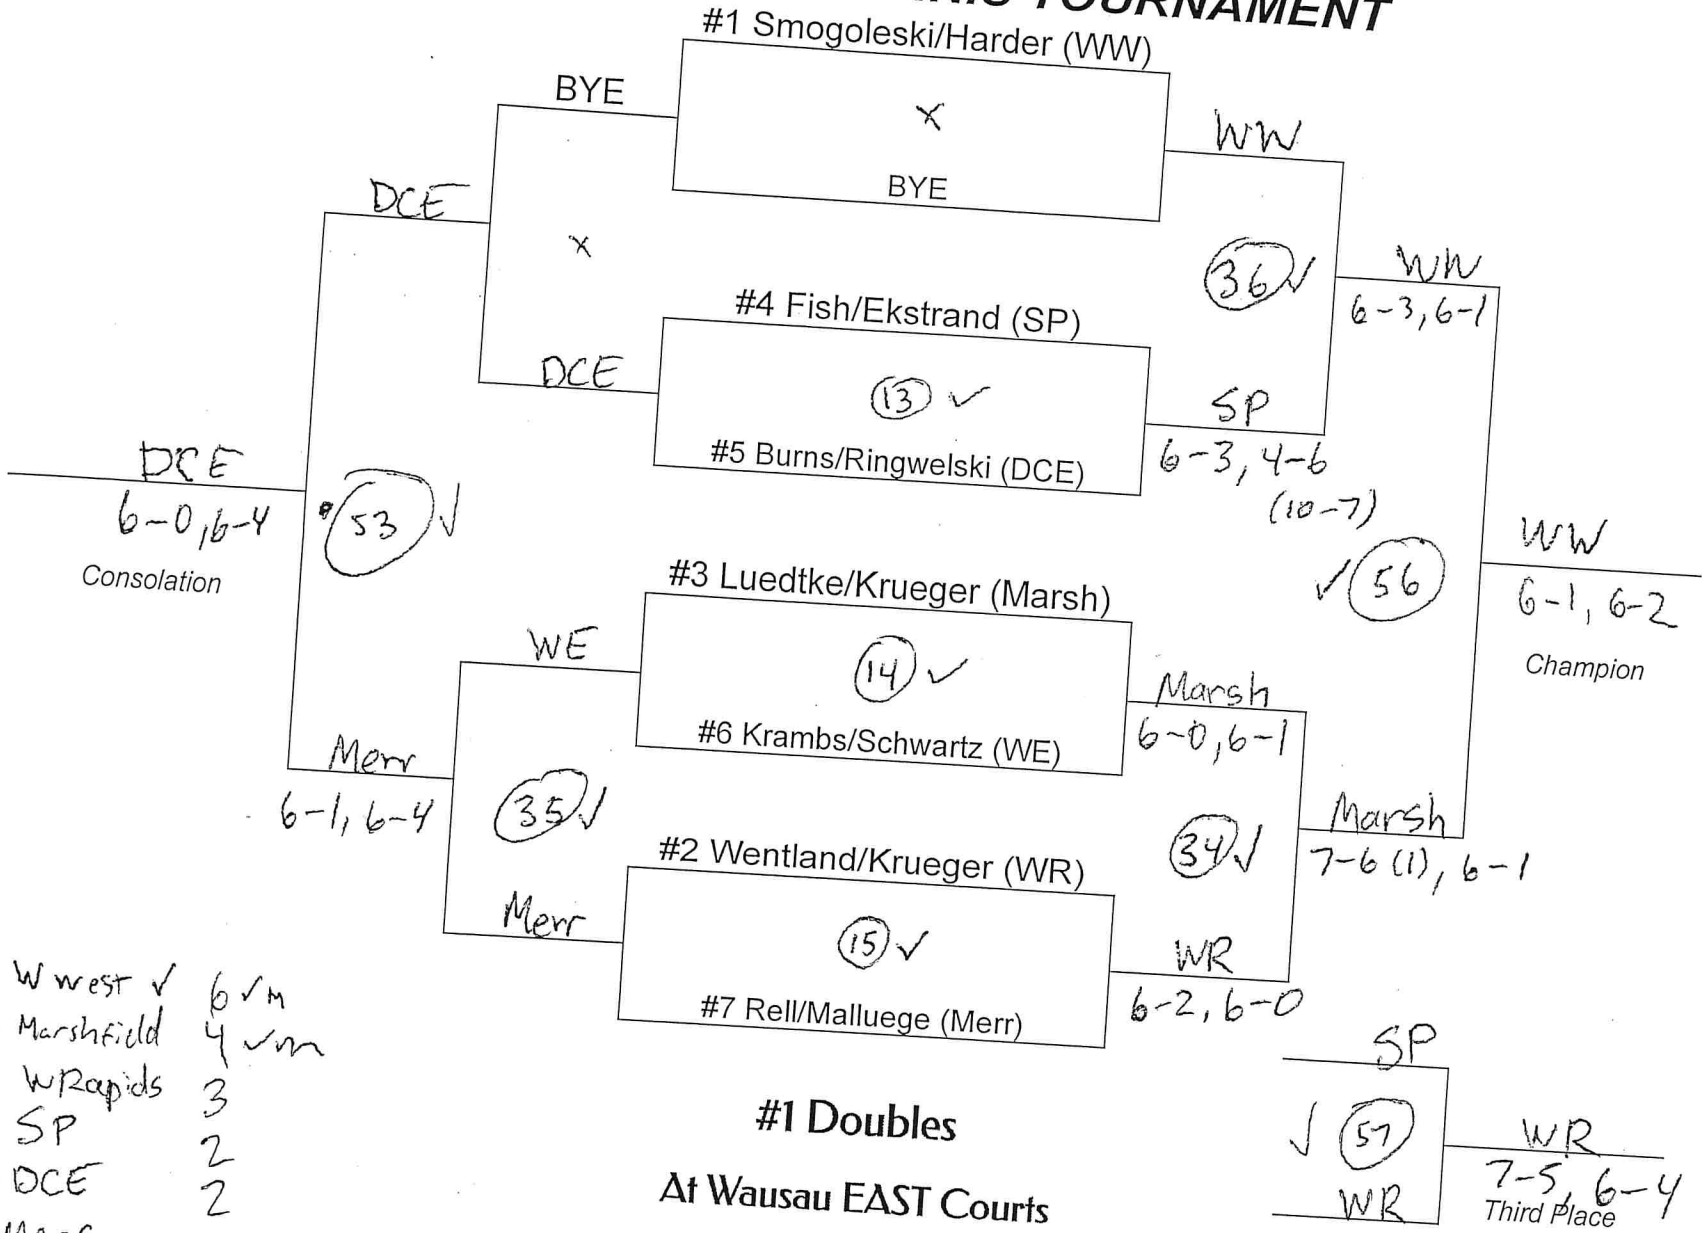 TOURNAMENT
#1 Smogoleski/Harder (WW)
BYE
X
WW
BYE
DCE
X
36 ✓
WW
6-3, 6-1
#4 Fish/Ekstrand (SP)
DCE
13 ✓
SP
6-3, 4-6
(10-7)
#5 Burns/Ringwelski (DCE)
DCE
6-0, 6-4
Consolation
53 ✓
✓ 56
WW
6-1, 6-2
Champion
#3 Luedtke/Krueger (Marsh)
WE
14 ✓
Marsh
6-0, 6-1
#6 Krambs/Schwartz (WE)
Merr
6-1, 6-4
35 ✓
34 ✓
Marsh
7-6 (1), 6-1
#2 Wentland/Krueger (WR)
Merr
15 ✓
WR
6-2, 6-0
#7 Rell/Malluege (Merr)
W West ✓ 6 ✓m
Marshfield 4 ✓m
W Rapids 3
SP 2
DCE 2
#1 Doubles
At Wausau EAST Courts
SP
✓ 57
WR
WR
7-5, 6-4
Third Place